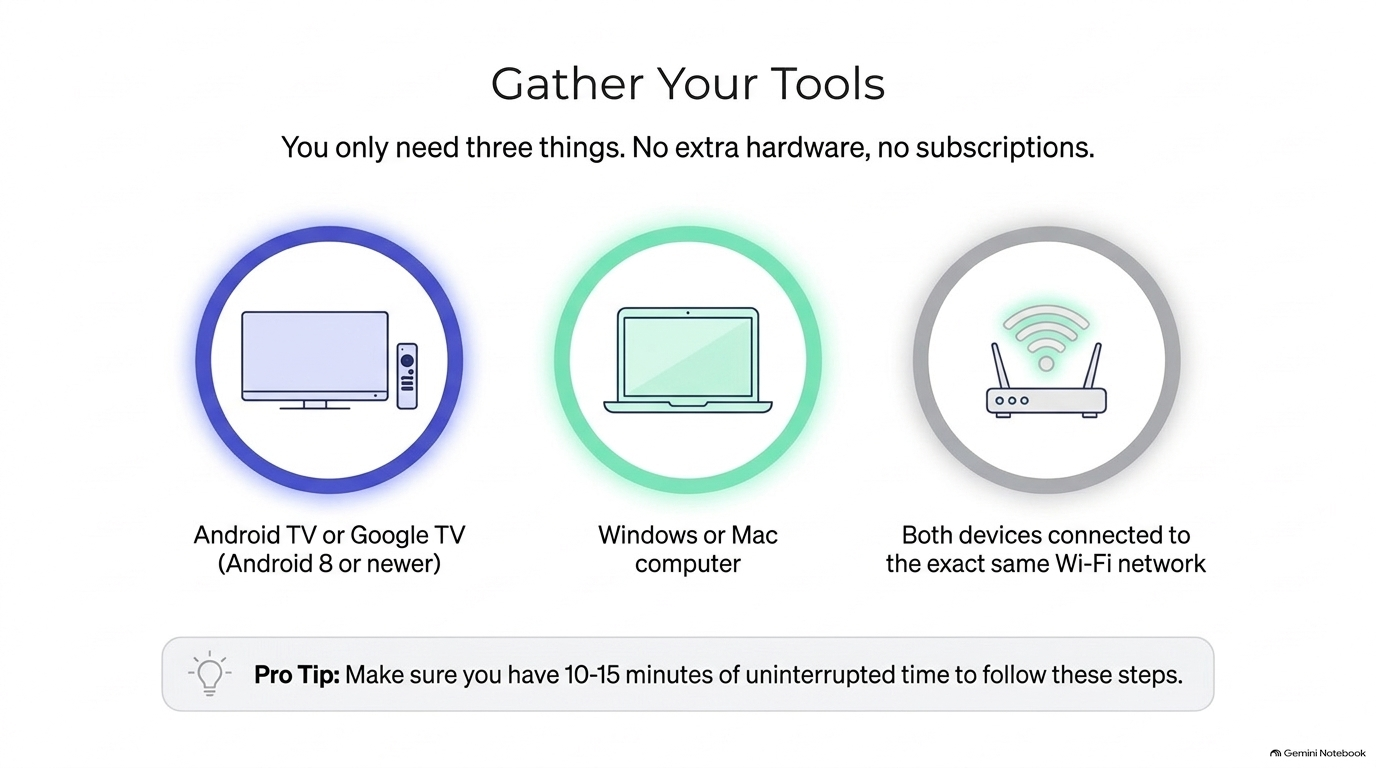 Gather Your Tools
You only need three things. No extra hardware, no subscriptions.
Android TV or Google TV
(Android 8 or newer)
Windows or Mac
computer
Both devices connected to
the exact same Wi-Fi network
Pro Tip: Make sure you have 10-15 minutes of uninterrupted time to follow these steps.
Gemini Notebook